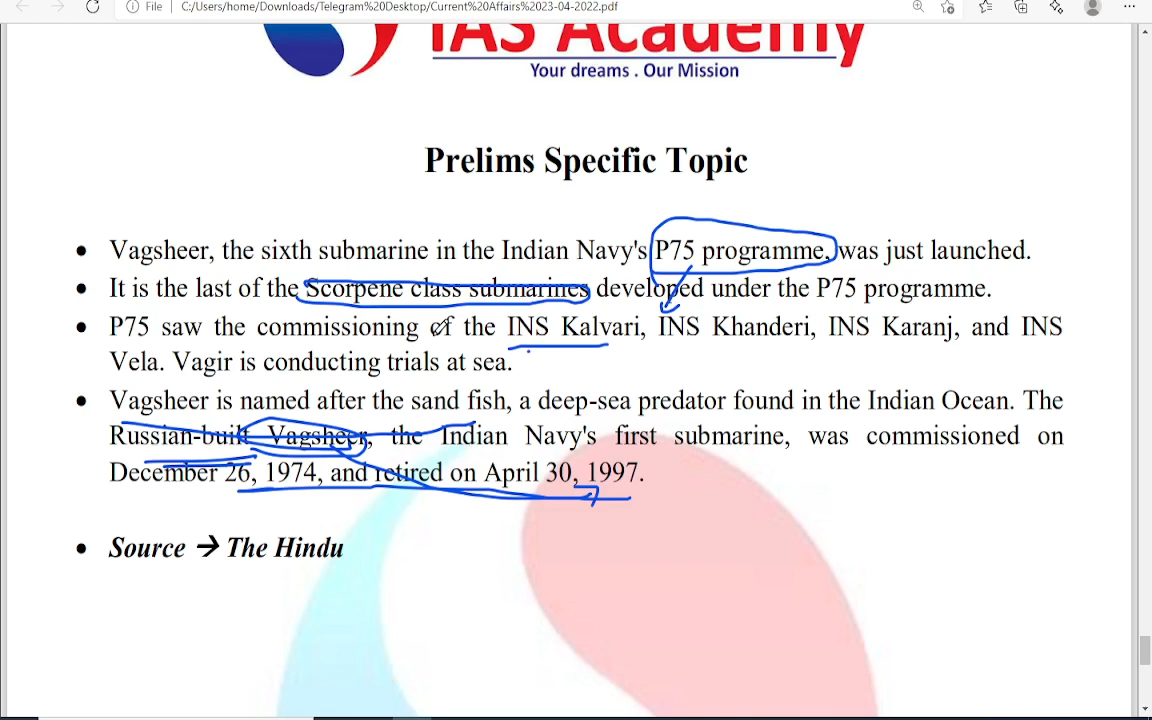 File C:/Users/home/Downloads/Telegram%20Desktop/Current%20Affairs%2023-04-2022.pdf
IAS Academy
Your dreams . Our Mission
Prelims Specific Topic
• Vagsheer, the sixth submarine in the Indian Navy's P75 programme, was just launched.
• It is the last of the Scorpene class submarines developed under the P75 programme.
• P75 saw the commissioning of the INS Kalvari, INS Khanderi, INS Karanj, and INS
Vela. Vagir is conducting trials at sea.
• Vagsheer is named after the sand fish, a deep-sea predator found in the Indian Ocean. The
Russian-built Vagsheer, the Indian Navy's first submarine, was commissioned on
December 26, 1974, and retired on April 30, 1997.
• Source → The Hindu